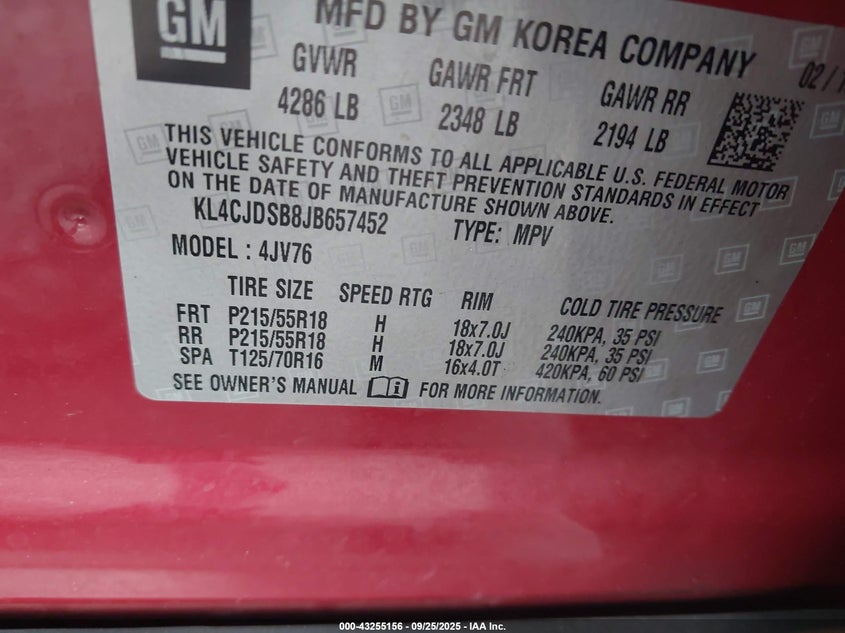 GM
MFD BY GM KOREA COMPANY
GVWR GAWR FRT GAWR RR 02/1
4286 LB 2348 LB 2194 LB
THIS VEHICLE CONFORMS TO ALL APPLICABLE U.S. FEDERAL MOTOR
VEHICLE SAFETY AND THEFT PREVENTION STANDARDS IN EFFECT
ON THE DATE OF MANUFACTURE SHOWN ABOVE.
KL4CJDSB8JB657452 TYPE: MPV
MODEL : 4JV76
TIRE SIZE SPEED RTG RIM COLD TIRE PRESSURE
FRT P215/55R18 H 18x7.0J 240KPA, 35 PSI
RR P215/55R18 H 18x7.0J 240KPA, 35 PSI
SPA T125/70R16 M 16x4.0T 420KPA, 60 PSI
SEE OWNER'S MANUAL FOR MORE INFORMATION.
000-43255156 - 09/25/2025 - IAA Inc.